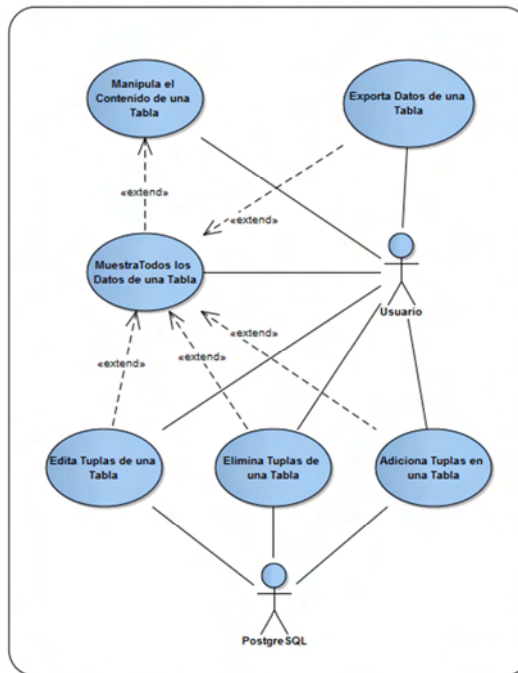 Manipula el
Contenido de una
Tabla
Exporta Datos de una
Tabla
«extend»
«extend»
MuestraTodos los
Datos de una Tabla
Usuario
«extend»
«extend»
«extend»
Edita Tuplas de una
Tabla
Elimina Tuplas de
una Tabla
Adiciona Tuplas en
una Tabla
PostgreSQL